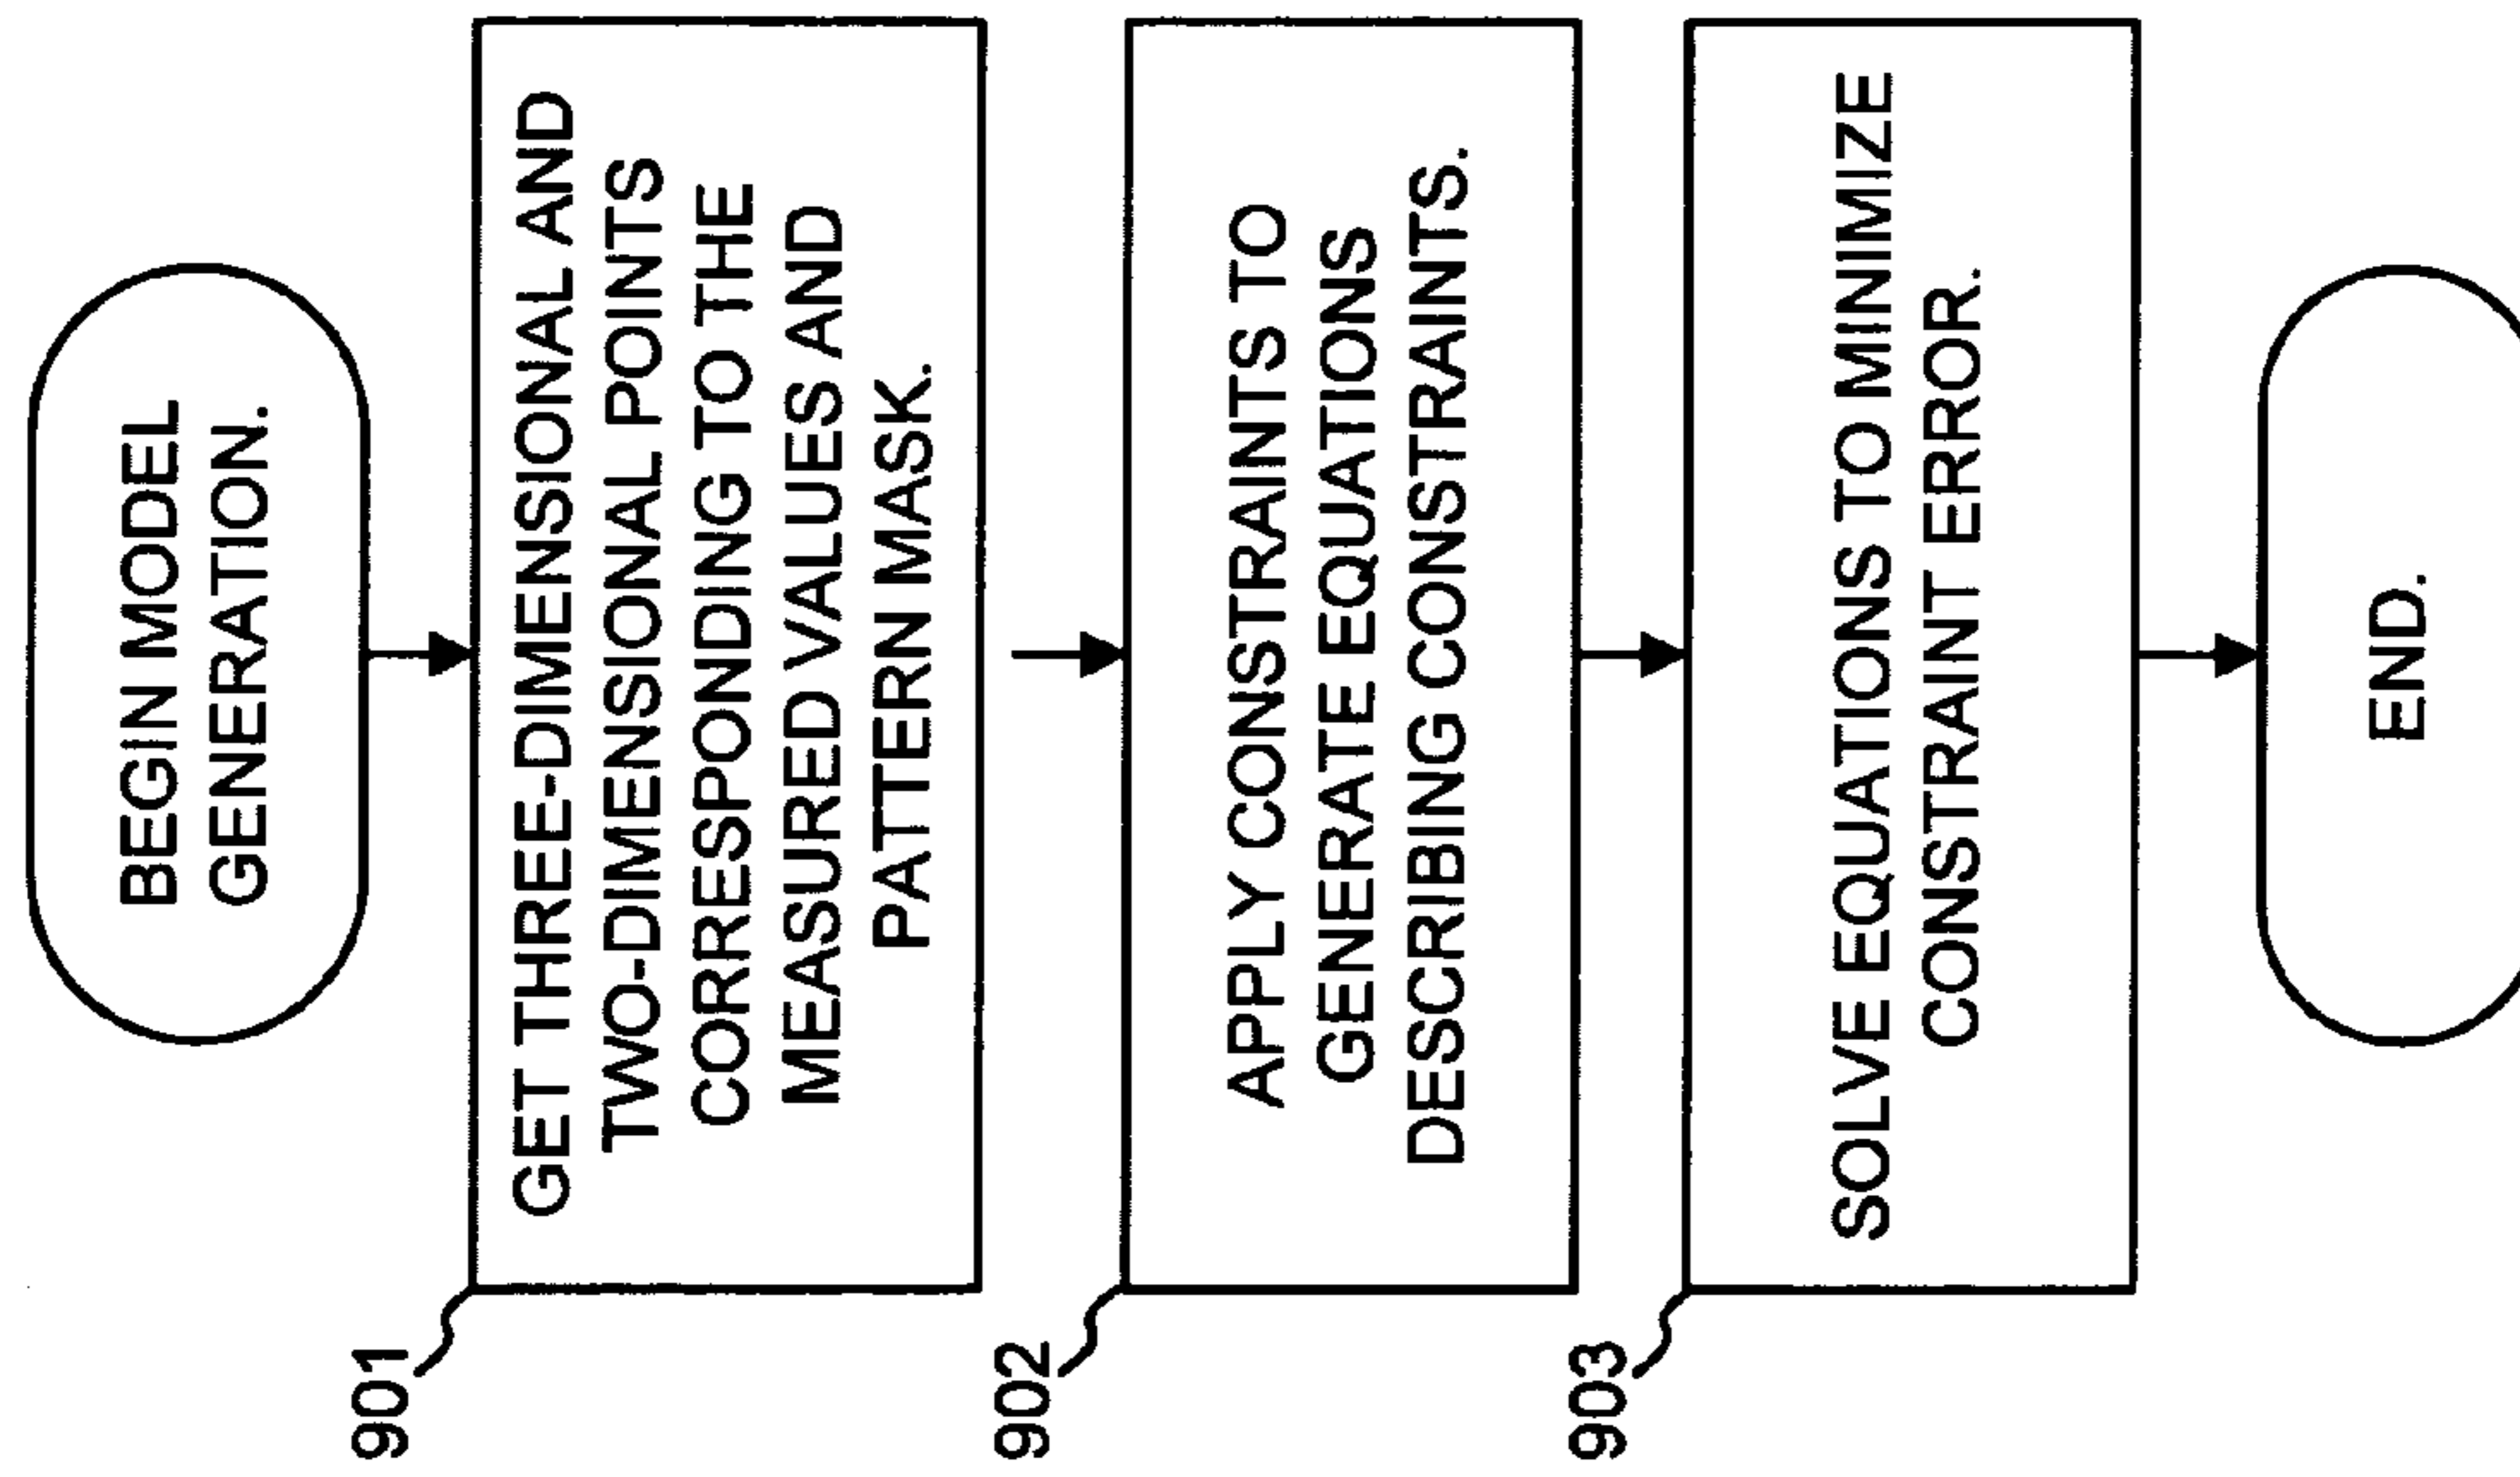 BEGIN MODEL
GENERATION.
901
GET THREE-DIMENSIONAL AND
TWO-DIMENSIONAL POINTS
CORRESPONDING TO THE
MEASURED VALUES AND
PATTERN MASK.
902
APPLY CONSTRAINTS TO
GENERATE EQUATIONS
DESCRIBING CONSTRAINTS.
903
SOLVE EQUATIONS TO MINIMIZE
CONSTRAINT ERROR.
END.